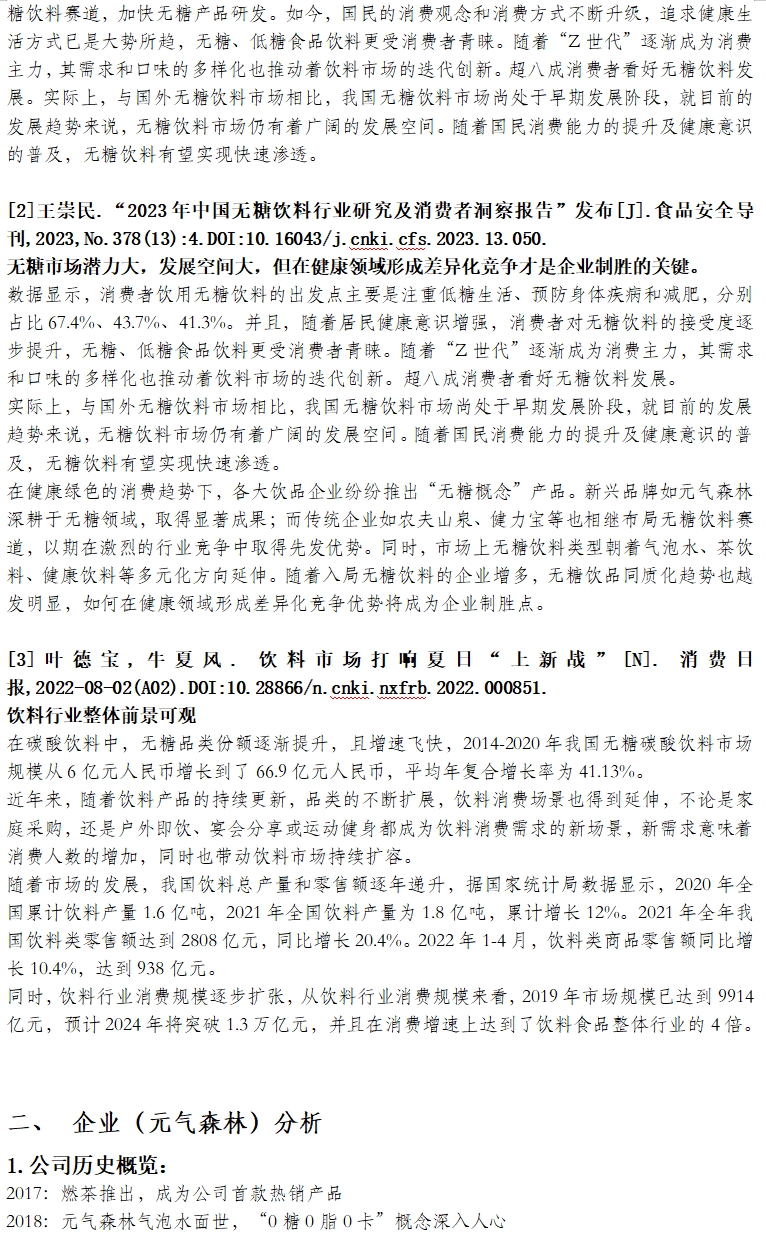 糖饮料赛道，加快无糖产品研发。如今，国民的消费观念和消费方式不断升级，追求健康生
活方式已是大势所趋，无糖、低糖食品饮料更受消费者青睐。随着“Z世代”逐渐成为消费
主力，其需求和口味的多样化也推动着饮料市场的迭代创新。超八成消费者看好无糖饮料发
展。实际上，与国外无糖饮料市场相比，我国无糖饮料市场尚处于早期发展阶段，就目前的
发展趋势来说，无糖饮料市场仍有着广阔的发展空间。随着国民消费能力的提升及健康意识
的普及，无糖饮料有望实现快速渗透。
[2]王崇民.“2023年中国无糖饮料行业研究及消费者洞察报告”发布[J].食品安全导
刊,2023,No.378(13):4.DOI:10.16043/j.cnki.cfs.2023.13.050.
无糖市场潜力大，发展空间大，但在健康领域形成差异化竞争才是企业制胜的关键。
数据显示，消费者饮用无糖饮料的出发点主要是注重低糖生活、预防身体疾病和减肥，分别
占比67.4%、43.7%、41.3%。并且，随着居民健康意识增强，消费者对无糖饮料的接受度逐
步提升，无糖、低糖食品饮料更受消费者青睐。随着“Z世代”逐渐成为消费主力，其需求
和口味的多样化也推动着饮料市场的迭代创新。超八成消费者看好无糖饮料发展。
实际上，与国外无糖饮料市场相比，我国无糖饮料市场尚处于早期发展阶段，就目前的发展
趋势来说，无糖饮料市场仍有着广阔的发展空间。随着国民消费能力的提升及健康意识的普
及，无糖饮料有望实现快速渗透。
在健康绿色的消费趋势下，各大饮品企业纷纷推出“无糖概念”产品。新兴品牌如元气森林
深耕于无糖领域，取得显著成果；而传统企业如农夫山泉、健力宝等也相继布局无糖饮料赛
道，以期在激烈的行业竞争中取得先发优势。同时，市场上无糖饮料类型朝着气泡水、茶饮
料、健康饮料等多元化方向延伸。随着入局无糖饮料的企业增多，无糖饮品同质化趋势也越
发明显，如何在健康领域形成差异化竞争优势将成为企业制胜点。
[3]叶德宝,牛夏风.饮料市场打响夏日“上新战”[N].消费日
报,2022-08-02(A02).DOI:10.28866/n.cnki.nxfrb.2022.000851.
饮料行业整体前景可观
在碳酸饮料中，无糖品类份额逐渐提升，且增速飞快，2014-2020年我国无糖碳酸饮料市场
规模从6亿元人民币增长到了66.9亿元人民币，平均年复合增长率为41.13%。
近年来，随着饮料产品的持续更新，品类的不断扩展，饮料消费场景也得到延伸，不论是家
庭采购，还是户外即饮、宴会分享或运动健身都成为饮料消费需求的新场景，新需求意味着
消费人数的增加，同时也带动饮料市场持续扩容。
随着市场的发展，我国饮料总产量和零售额逐年递升，据国家统计局数据显示，2020年全
国累计饮料产量1.6亿吨，2021年全国饮料产量为1.8亿吨，累计增长12%。2021年全年我
国饮料类零售额达到2808亿元，同比增长20.4%。2022年1-4月，饮料类商品零售额同比增
长10.4%，达到938亿元。
同时，饮料行业消费规模逐步扩张，从饮料行业消费规模来看，2019年市场规模已达到9914
亿元，预计2024年将突破1.3万亿元，并且在消费增速上达到了饮料食品整体行业的4倍。
二、 企业（元气森林）分析
1.公司历史概览：
2017：燃茶推出，成为公司首款热销产品
2018：元气森林气泡水面世，“0糖0脂0卡”概念深入人心